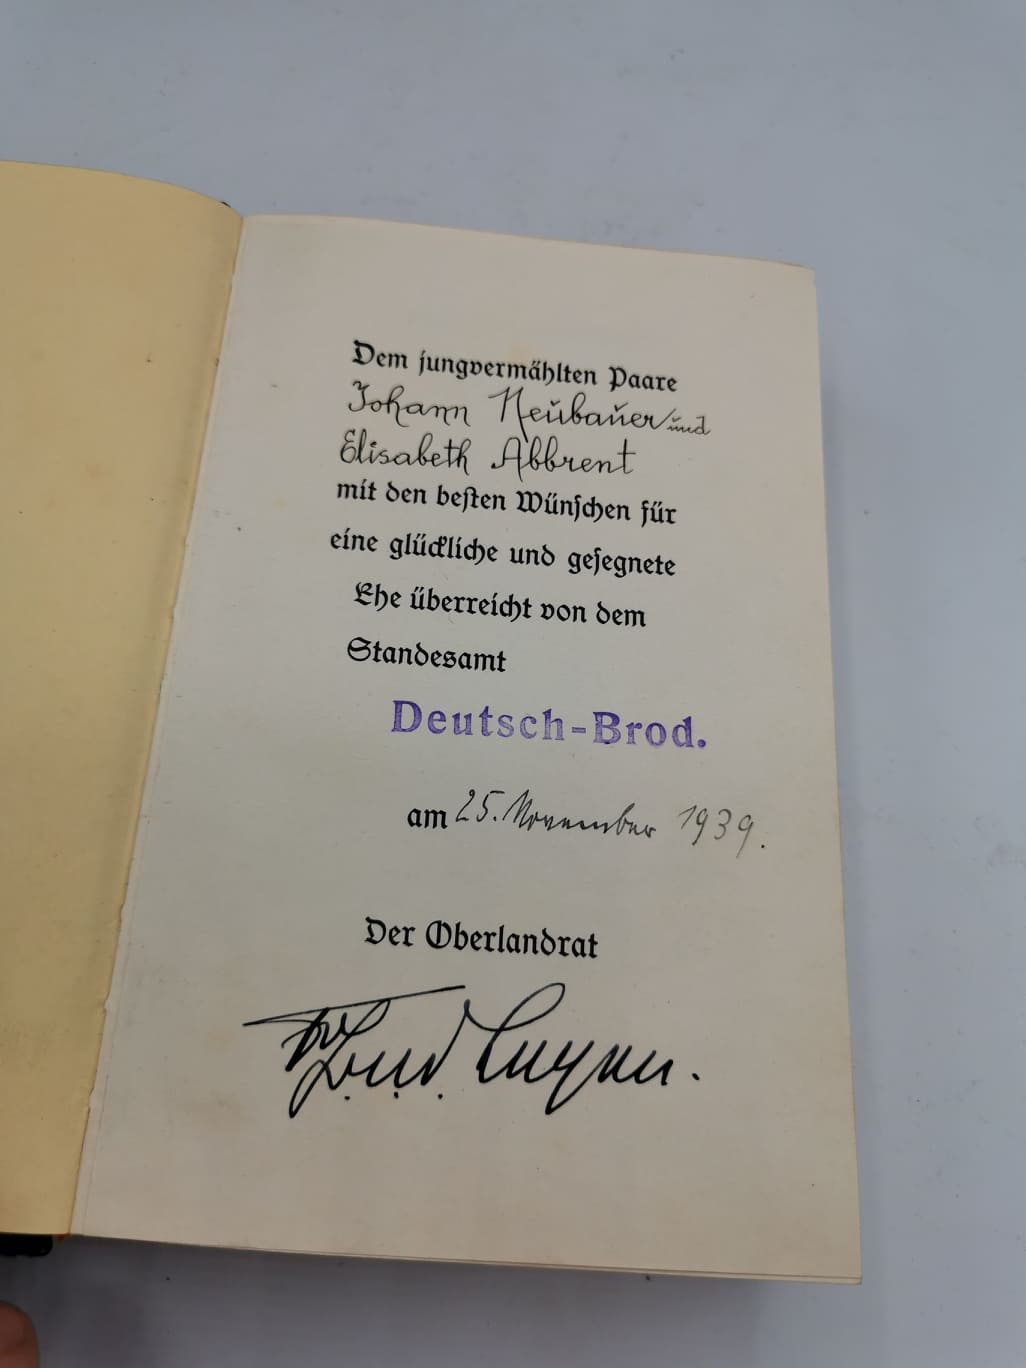 Dem jungvermählten Paare
Johann Neubauer und
Elisabeth Abbrent
mit den besten Wünschen für
eine glückliche und gesegnete
Ehe überreicht von dem
Standesamt
Deutsch-Brod.
am 25. November 1939.
Der Oberlandrat